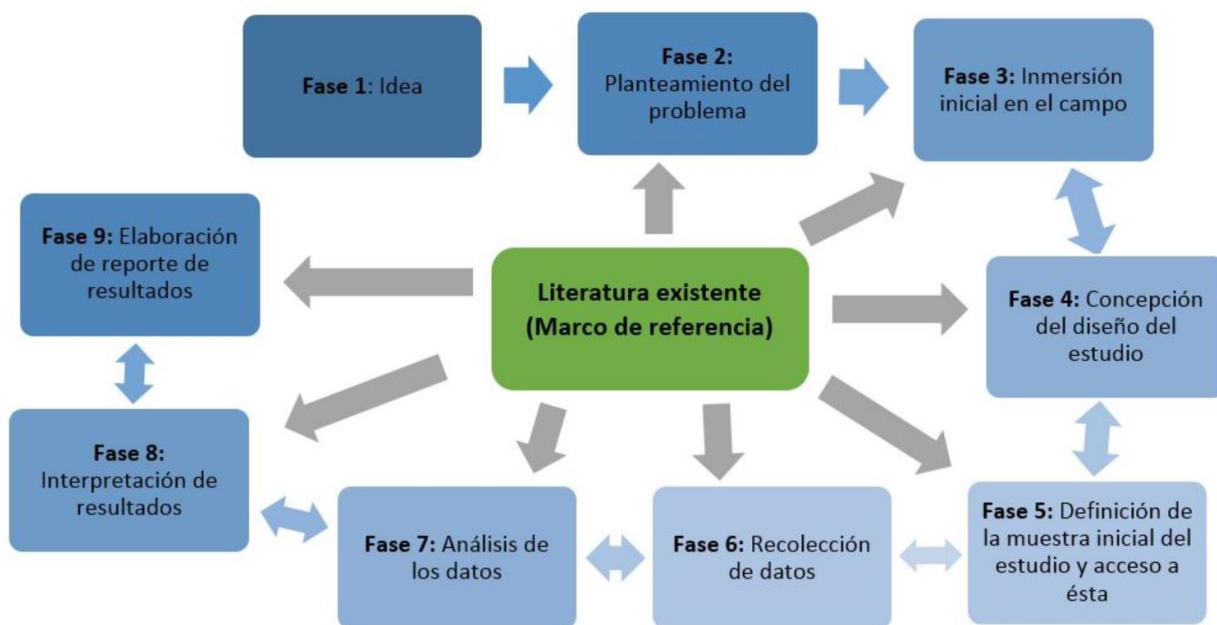 Fase 1: Idea
Fase 2:
Planteamiento del
problema
Fase 3: Inmersión
inicial en el campo
Fase 9: Elaboración
de reporte de
resultados
Literatura existente
(Marco de referencia)
Fase 4: Concepción
del diseño del
estudio
Fase 8:
Interpretación de
resultados
Fase 7: Análisis de
los datos
Fase 6: Recolección
de datos
Fase 5: Definición de
la muestra inicial del
estudio y acceso a
ésta